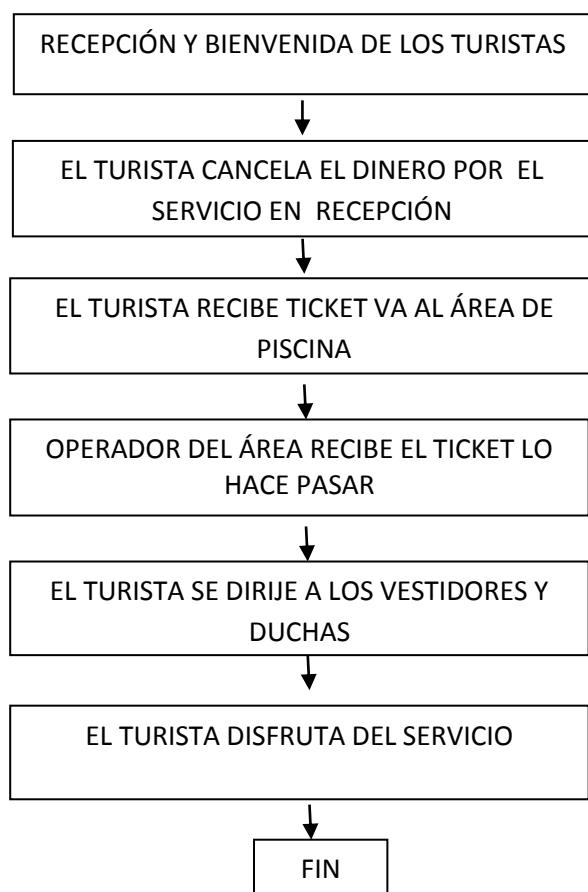 RECEPCIÓN Y BIENVENIDA DE LOS TURISTAS
EL TURISTA CANCELA EL DINERO POR EL
SERVICIO EN RECEPCIÓN
EL TURISTA RECIBE TICKET VA AL ÁREA DE
PISCINA
OPERADOR DEL ÁREA RECIBE EL TICKET LO
HACE PASAR
EL TURISTA SE DIRIJE A LOS VESTIDORES Y
DUCHAS
EL TURISTA DISFRUTA DEL SERVICIO
FIN